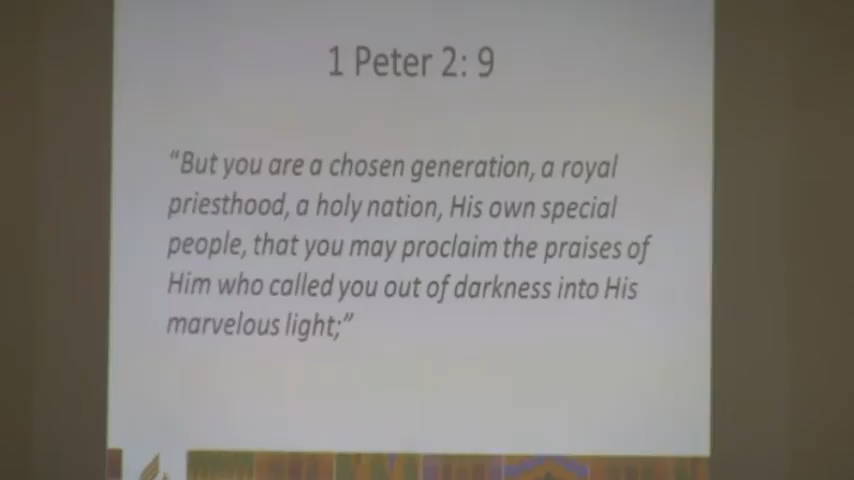 1 Peter 2: 9
“But you are a chosen generation, a royal
priesthood, a holy nation, His own special
people, that you may proclaim the praises of
Him who called you out of darkness into His
marvelous light;”